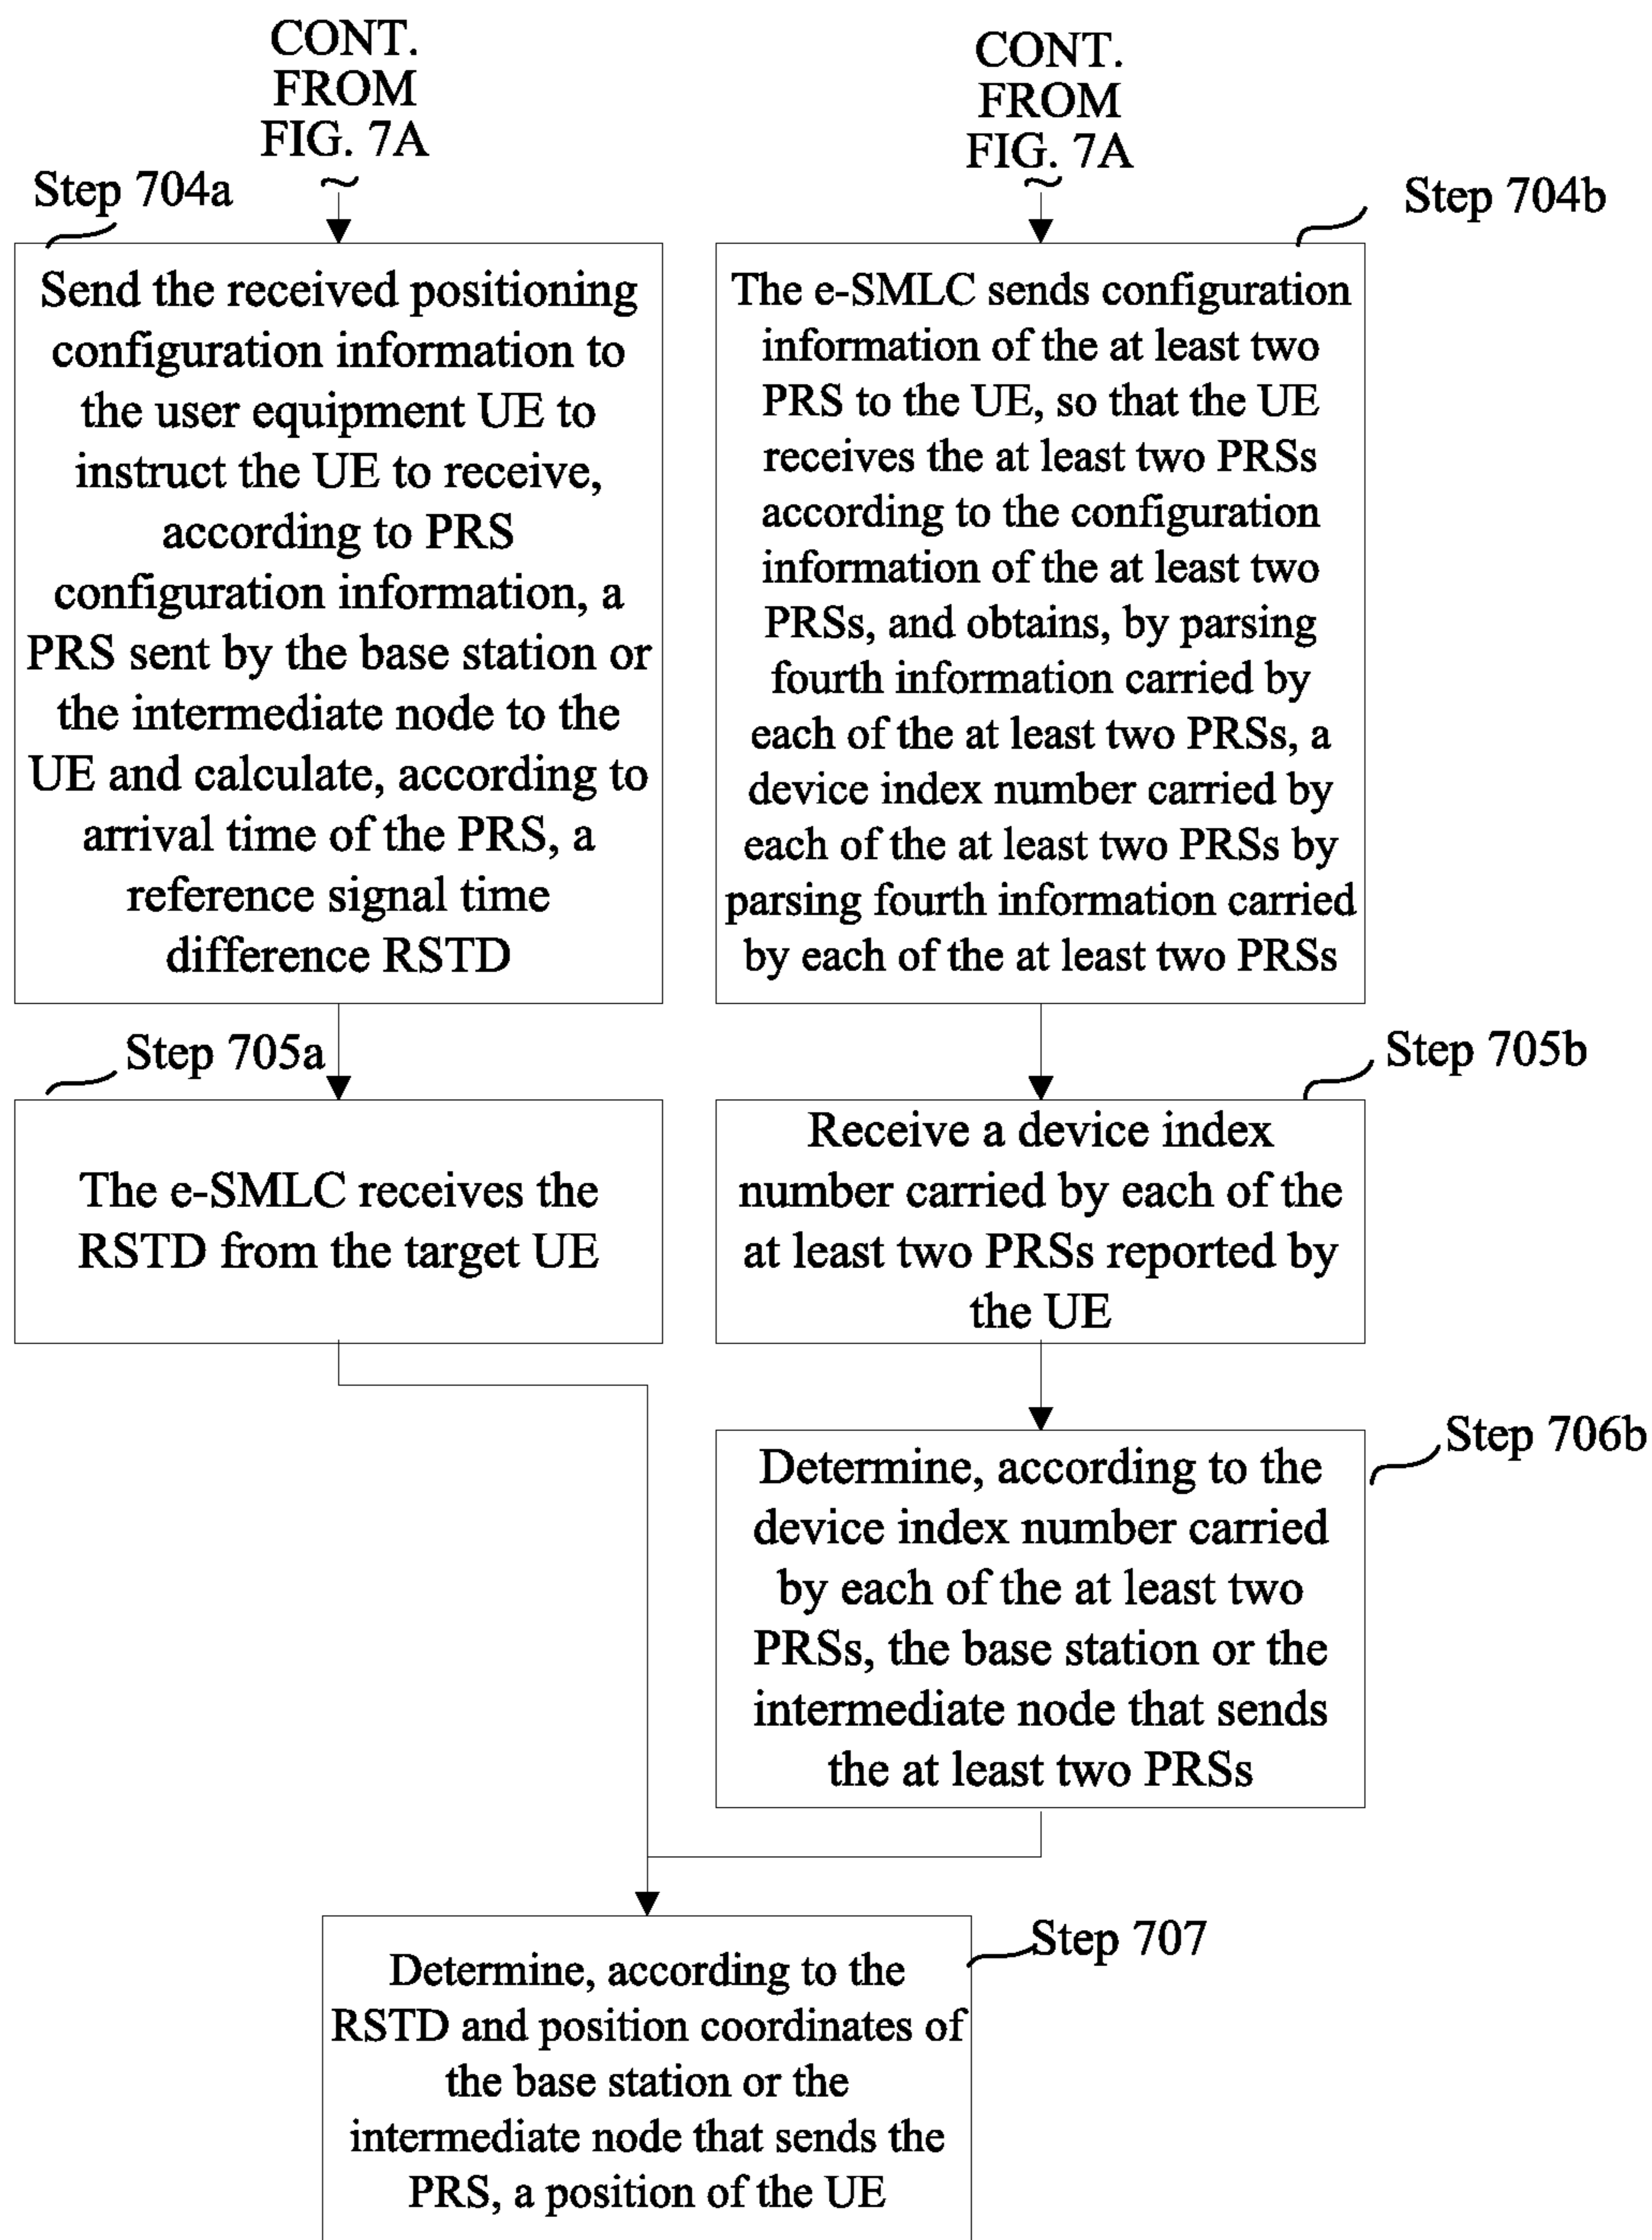 CONT.
FROM
FIG. 7A
Step 704a
Send the received positioning
configuration information to
the user equipment UE to
instruct the UE to receive,
according to PRS
configuration information, a
PRS sent by the base station or
the intermediate node to the
UE and calculate, according to
arrival time of the PRS, a
reference signal time
difference RSTD
Step 705a
The e-SMLC receives the
RSTD from the target UE
CONT.
FROM
FIG. 7A
Step 704b
The e-SMLC sends configuration
information of the at least two
PRS to the UE, so that the UE
receives the at least two PRSs
according to the configuration
information of the at least two
PRSs, and obtains, by parsing
fourth information carried by
each of the at least two PRSs, a
device index number carried by
each of the at least two PRSs by
parsing fourth information carried
by each of the at least two PRSs
Step 705b
Receive a device index
number carried by each of the
at least two PRSs reported by
the UE
Step 706b
Determine, according to the
device index number carried
by each of the at least two
PRSs, the base station or the
intermediate node that sends
the at least two PRSs
Step 707
Determine, according to the
RSTD and position coordinates of
the base station or the
intermediate node that sends the
PRS, a position of the UE